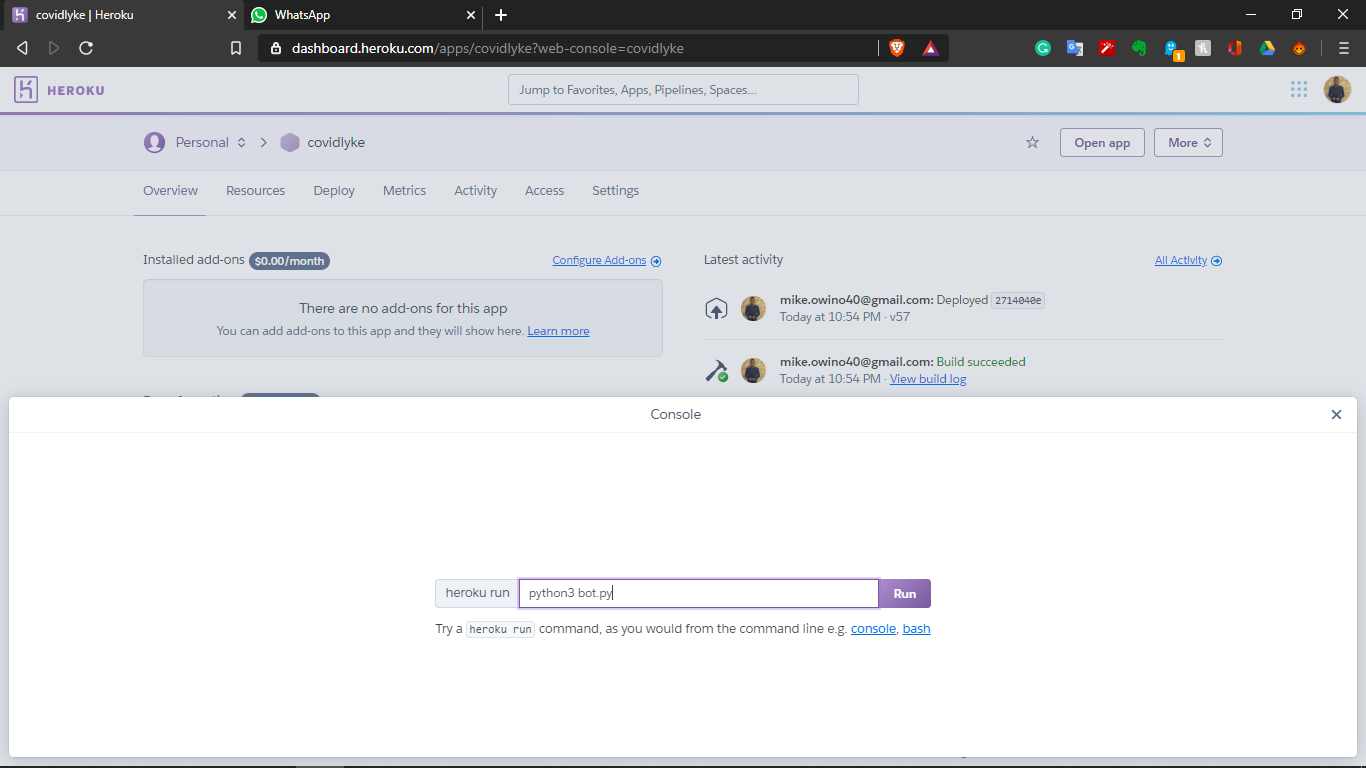 covidlyke | Heroku
WhatsApp
dashboard.heroku.com/apps/covidlyke?web-console=covidlyke
1
HEROKU
Jump to Favorites, Apps, Pipelines, Spaces...
Personal
covidlyke
Open app
More
Overview
Resources
Deploy
Metrics
Activity
Access
Settings
Installed add-ons $0.00/month
Configure Add-ons
There are no add-ons for this app
You can add add-ons to this app and they will show here. Learn more
Latest activity
All Activity
mike.owino40@gmail.com: Deployed 2714040e
Today at 10:54 PM · v57
mike.owino40@gmail.com: Build succeeded
Today at 10:54 PM · View build log
Console
heroku run python3 bot.py Run
Try a heroku run command, as you would from the command line e.g. console, bash